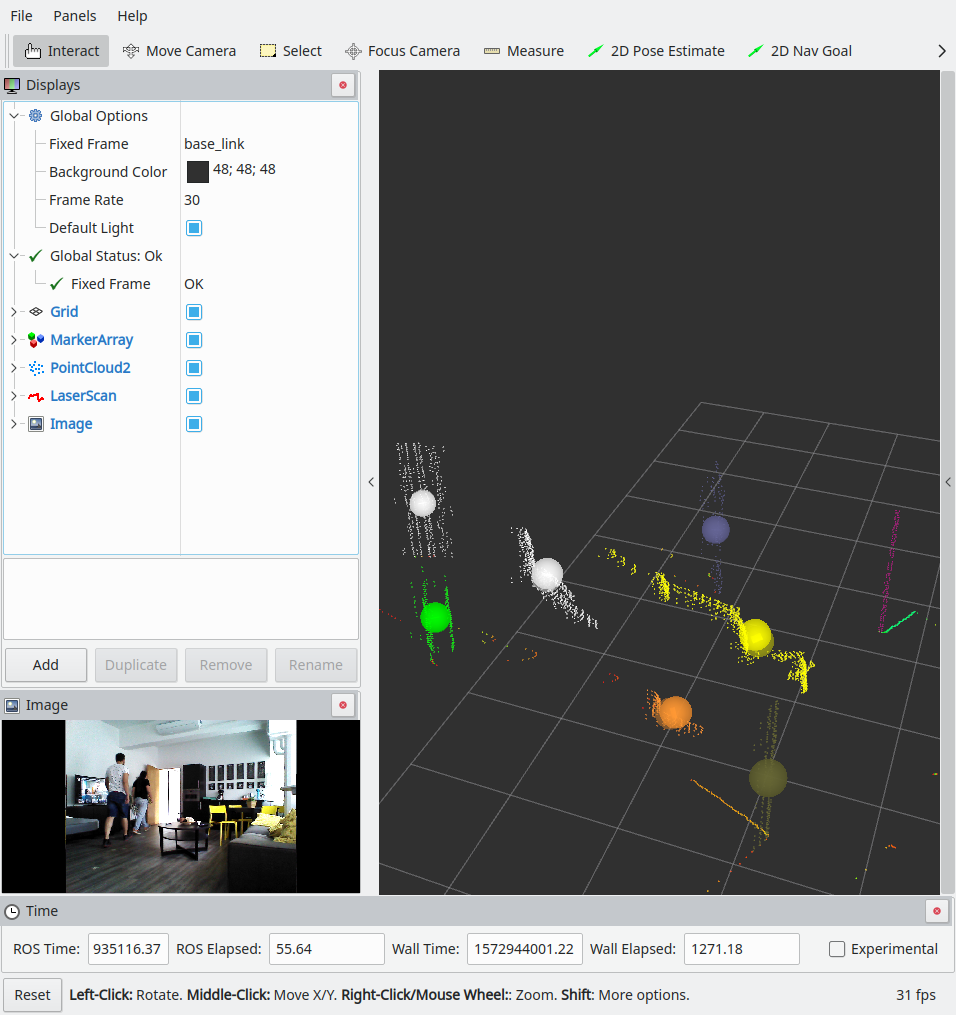 File Panels Help
Interact Move Camera Select Focus Camera Measure 2D Pose Estimate 2D Nav Goal
Displays
Global Options
Fixed Frame base_link
Background Color 48; 48; 48
Frame Rate 30
Default Light
Global Status: Ok
Fixed Frame OK
Grid
MarkerArray
PointCloud2
LaserScan
Image
Add Duplicate Remove Rename
Image
Time
ROS Time: 935116.37 ROS Elapsed: 55.64 Wall Time: 1572944001.22 Wall Elapsed: 1271.18 Experimental
Reset Left-Click: Rotate. Middle-Click: Move X/Y. Right-Click/Mouse Wheel:: Zoom. Shift: More options. 31 fps